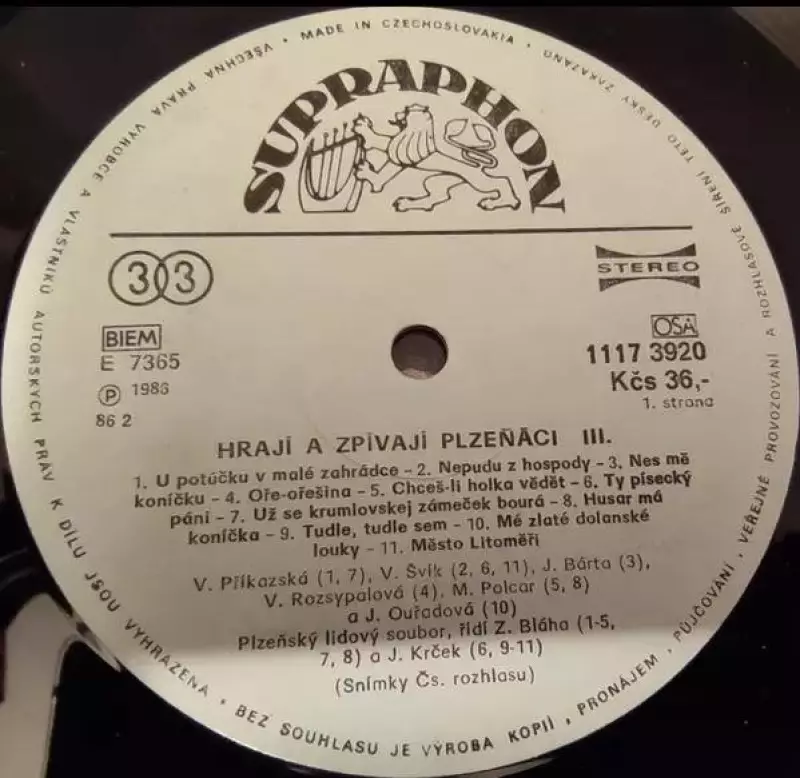 • MADE IN CZECHOSLOVAKIA •
VŠECHNA PRÁVA VÝROBCE A VLASTNÍKŮ AUTORSKÝCH PRÁV K DÍLU JSOU VYHRAZENA • BEZ SOUHLASU JE VÝROBA KOPIÍ, PRONÁJEM, PŮJČOVÁNÍ, VEŘEJNÉ PROVOZOVÁNÍ A ROZHLASOVÉ ŠÍŘENÍ TÉTO DESKY ZAKÁZÁNO
SUPRAPHON
33
STEREO
BIEM
OSA
E 7365
1117 3920
Ⓟ 1986
Kčs 36,-
86 2
1. strana
HRAJÍ A ZPÍVAJÍ PLZEŇÁCI III.
1. U potúčku v malé zahrádce – 2. Nepudu z hospody – 3. Nes mě
koníčku – 4. Oře-ořešina – 5. Chceš-li holka vědět – 6. Ty písecký
páni – 7. Už se krumlovskej zámeček bourá – 8. Husar má
koníčka – 9. Tudle, tudle sem – 10. Mé zlaté dolanské
louky – 11. Město Litoměři
V. Příkazská (1, 7), V. Švik (2, 6, 11), J. Bárta (3),
V. Rozsypalová (4), M. Polcar (5, 8)
a J. Ouřadová (10)
Plzeňský lidový soubor, řídí Z. Bláha (1-5,
7, 8) a J. Krček (6, 9-11)
(Snímky Čs. rozhlasu)